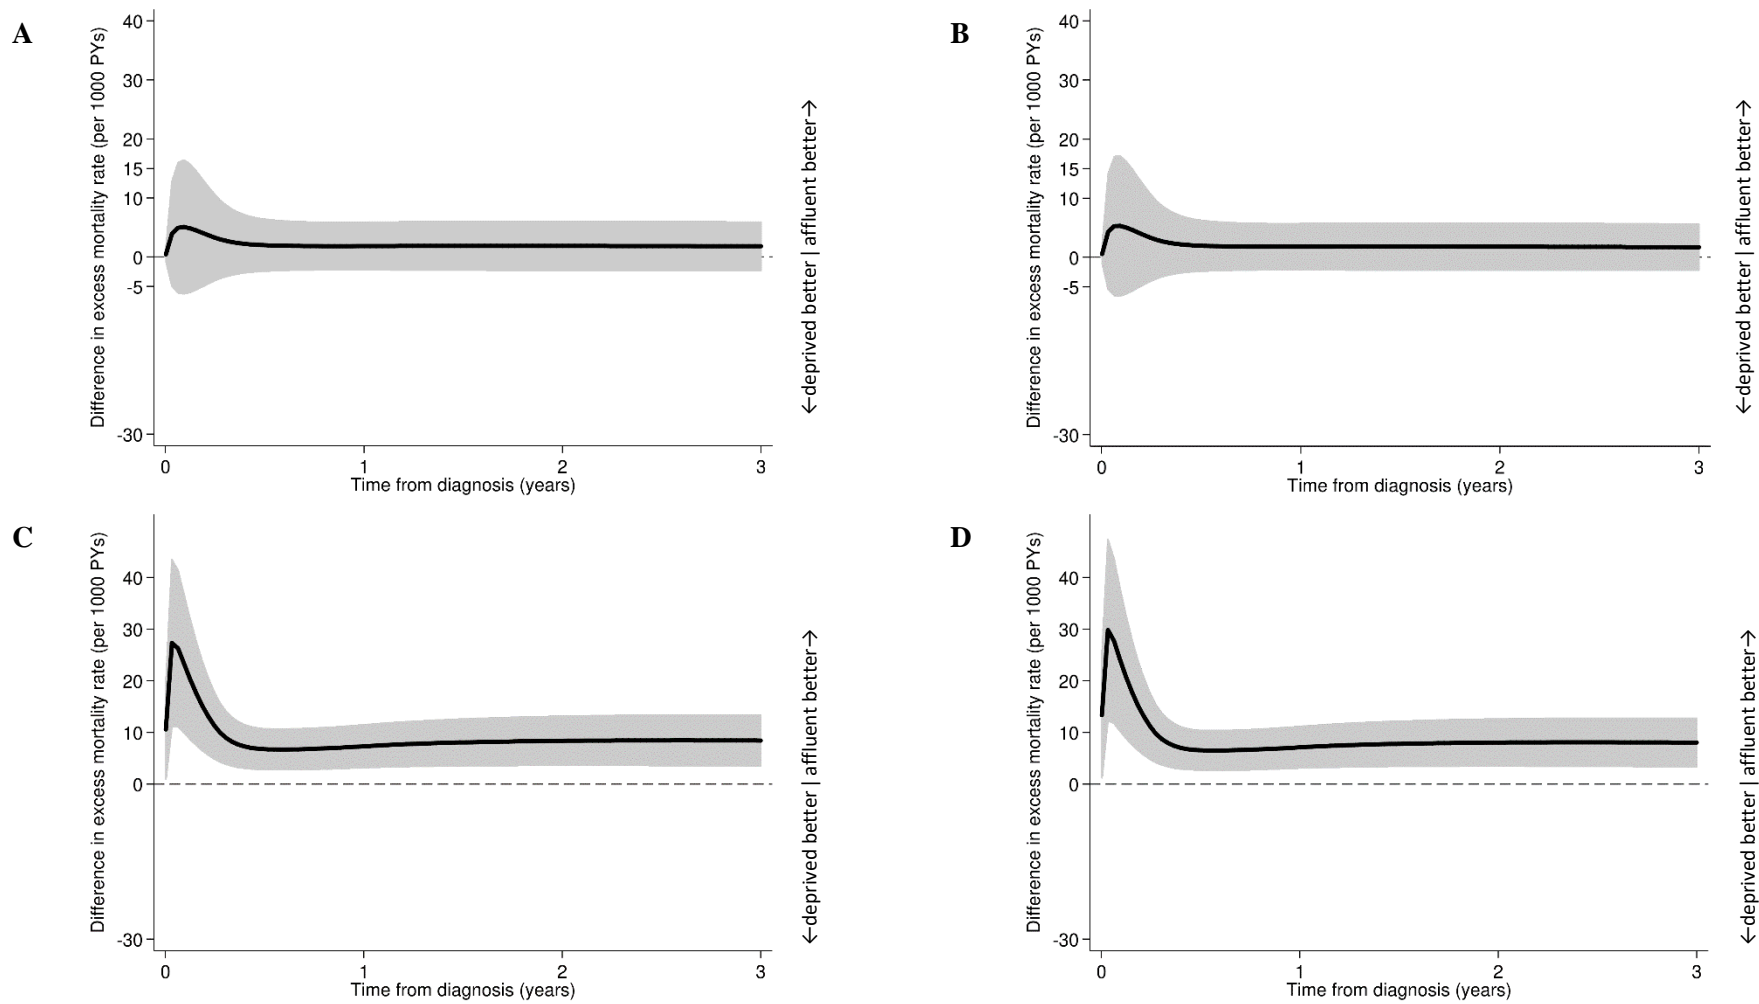 A
Difference in excess mortality rate (per 1000 PYs)
40
30
20
15
10
0
-5
-30
0
1
2
3
Time from diagnosis (years)
←deprived better | affluent better→
B
Difference in excess mortality rate (per 1000 PYs)
40
30
20
15
10
0
-5
-30
0
1
2
3
Time from diagnosis (years)
←deprived better | affluent better→
C
Difference in excess mortality rate (per 1000 PYs)
40
30
20
10
0
-30
0
1
2
3
Time from diagnosis (years)
←deprived better | affluent better→
D
Difference in excess mortality rate (per 1000 PYs)
40
30
20
10
0
-30
0
1
2
3
Time from diagnosis (years)
←deprived better | affluent better→